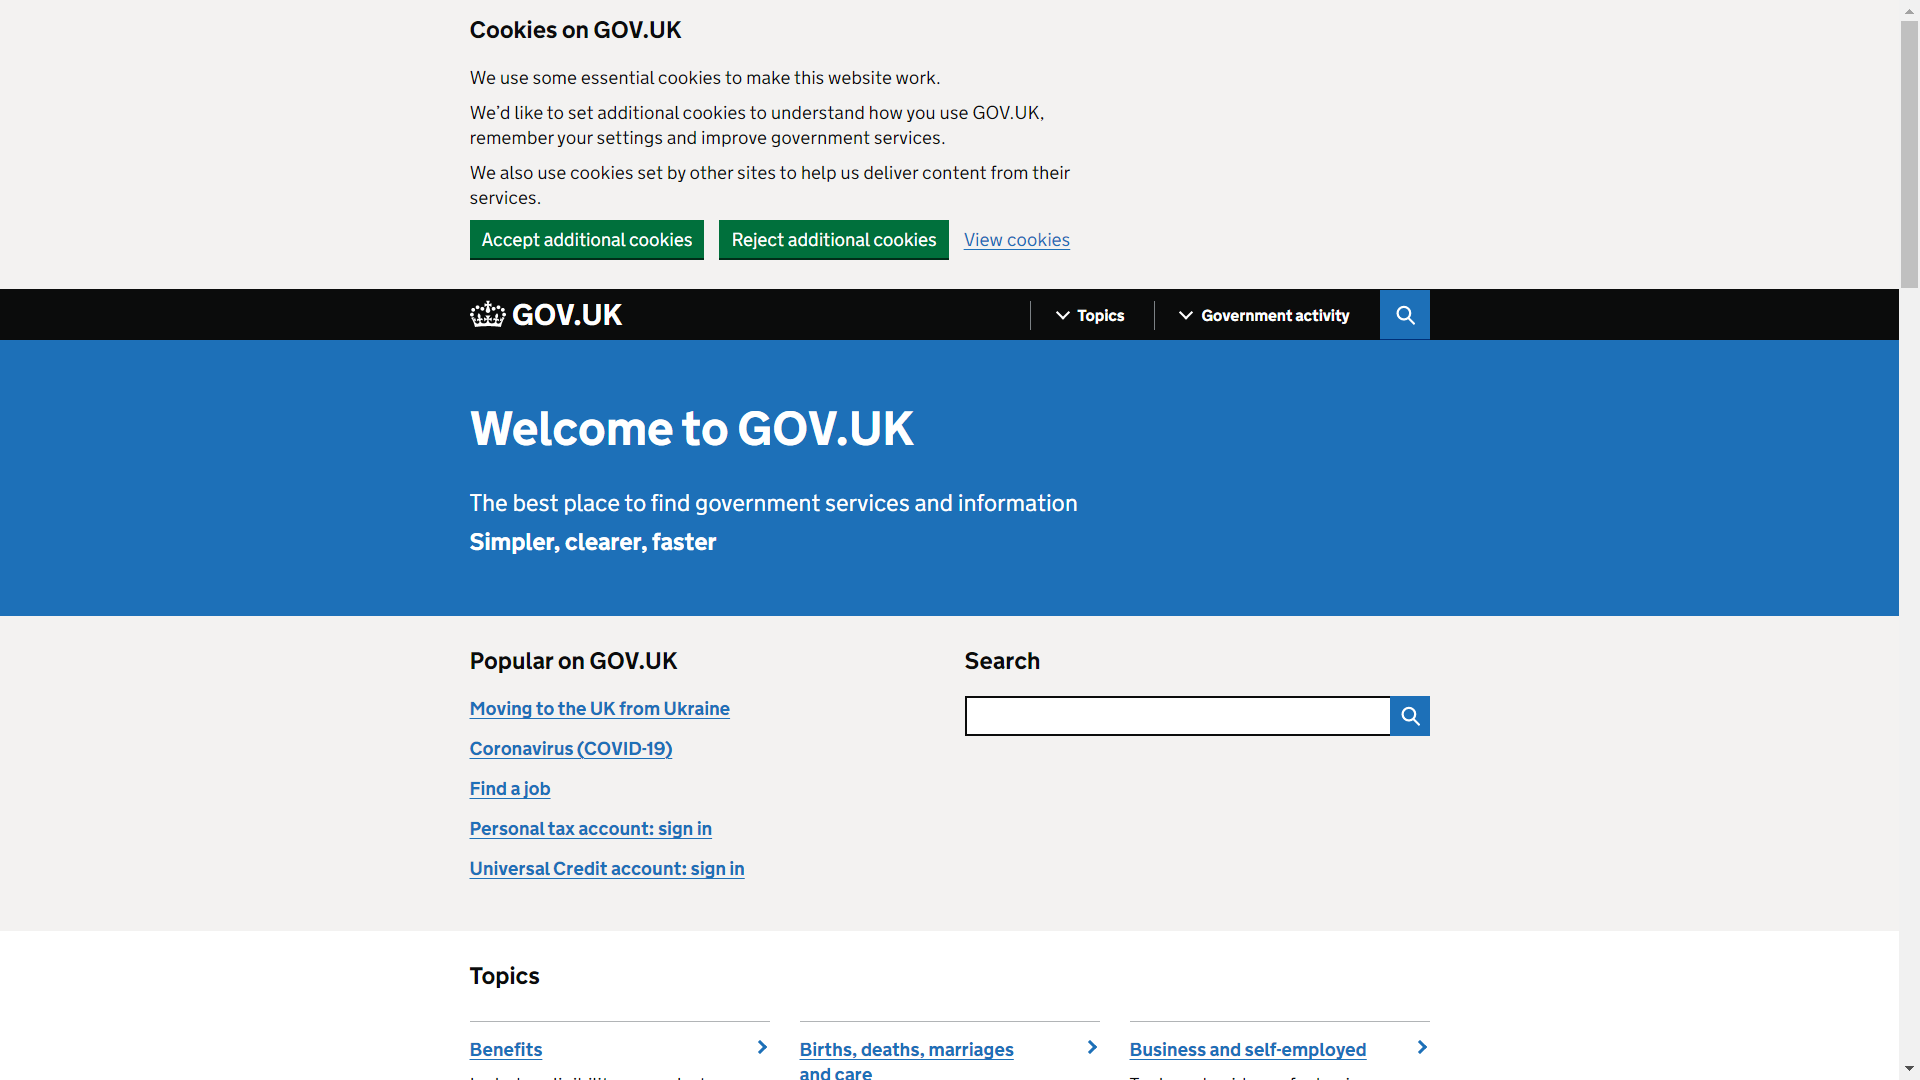 Cookies on GOV.UK
We use some essential cookies to make this website work.
We’d like to set additional cookies to understand how you use GOV.UK,
remember your settings and improve government services.
We also use cookies set by other sites to help us deliver content from their
services.
Accept additional cookies
Reject additional cookies
View cookies
GOV.UK
Topics
Government activity
Welcome to GOV.UK
The best place to find government services and information
Simpler, clearer, faster
Popular on GOV.UK
Moving to the UK from Ukraine
Coronavirus (COVID-19)
Find a job
Personal tax account: sign in
Universal Credit account: sign in
Search
Topics
Benefits
Births, deaths, marriages
and care
Business and self-employed